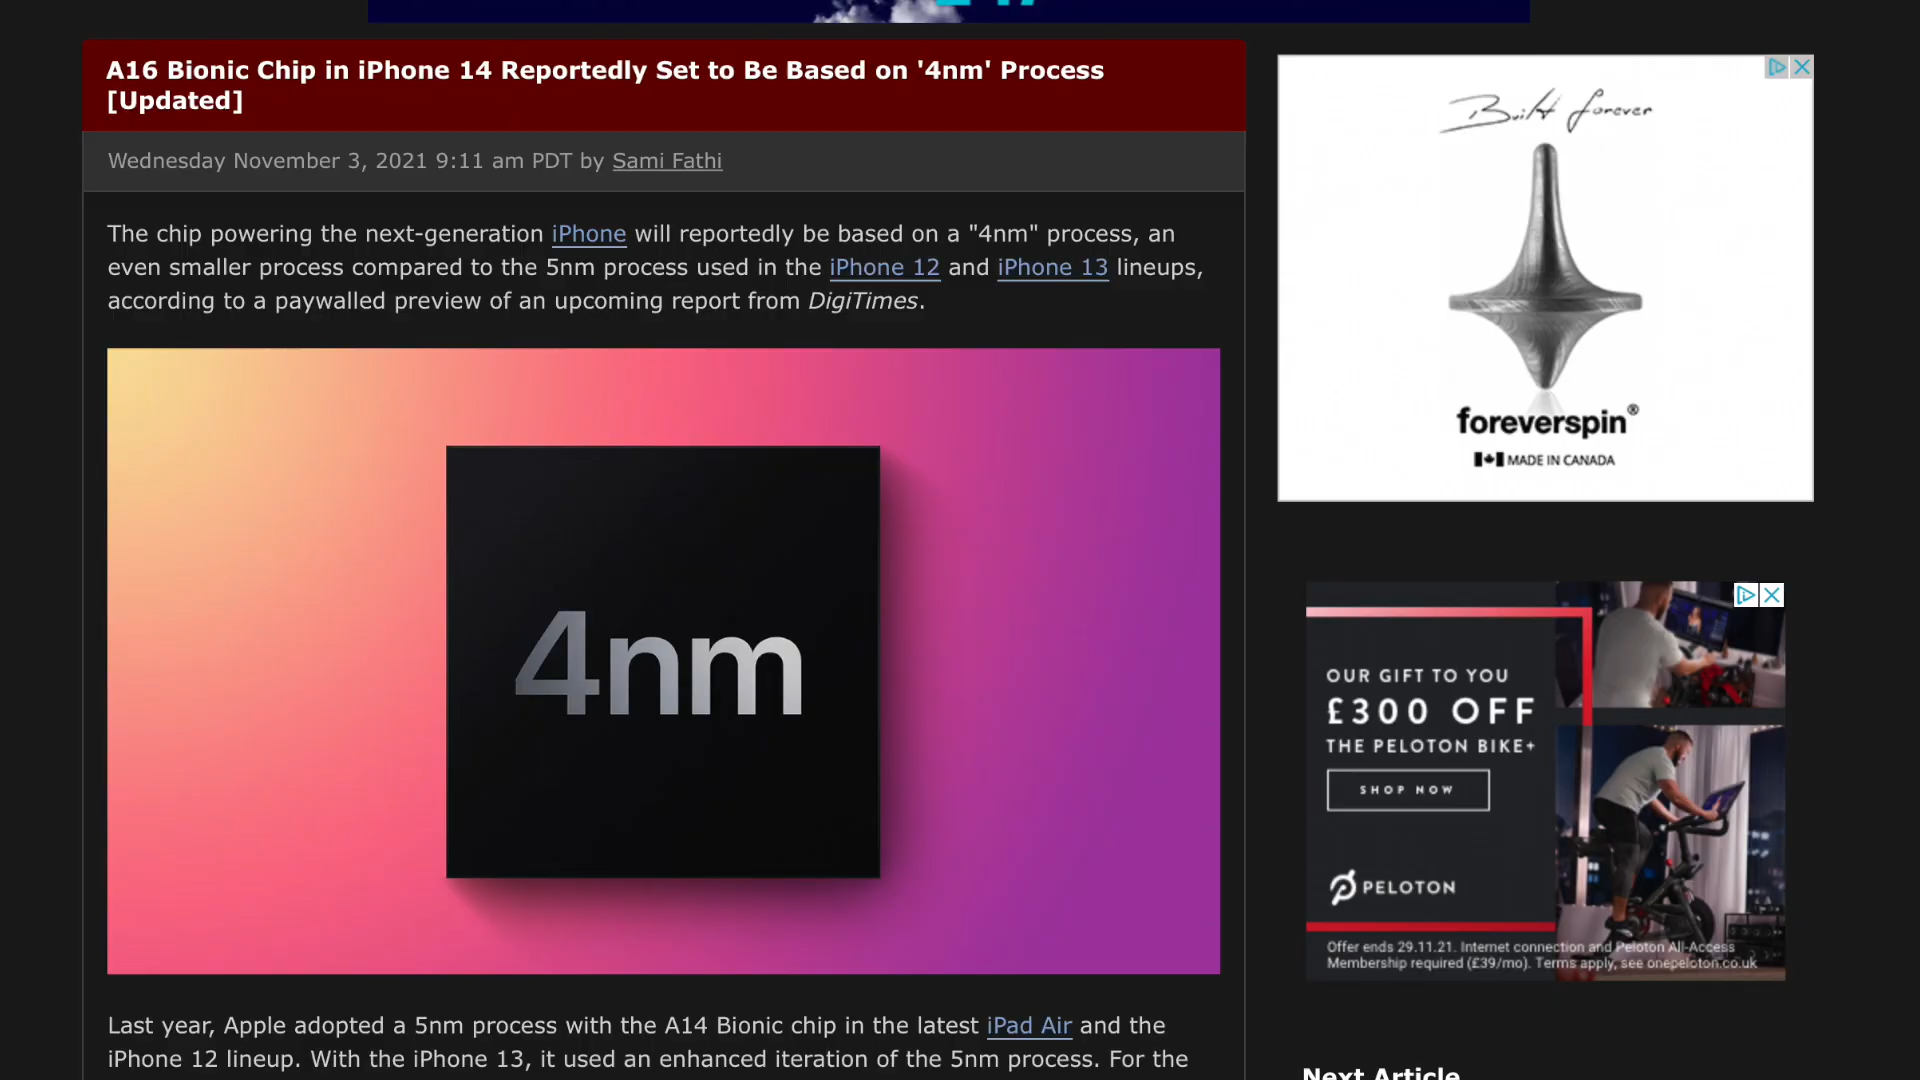 A16 Bionic Chip in iPhone 14 Reportedly Set to Be Based on '4nm' Process
[Updated]
Wednesday November 3, 2021 9:11 am PDT by Sami Fathi
The chip powering the next-generation iPhone will reportedly be based on a "4nm" process, an
even smaller process compared to the 5nm process used in the iPhone 12 and iPhone 13 lineups,
according to a paywalled preview of an upcoming report from DigiTimes.
4nm
Last year, Apple adopted a 5nm process with the A14 Bionic chip in the latest iPad Air and the
iPhone 12 lineup. With the iPhone 13, it used an enhanced iteration of the 5nm process. For the
Built forever
foreverspin®
MADE IN CANADA
OUR GIFT TO YOU
£300 OFF
THE PELOTON BIKE+
SHOP NOW
PELOTON
Offer ends 29.11.21. Internet connection and Peloton All-Access
Membership required (£39/mo). Terms apply, see onepeloton.co.uk
Next Article